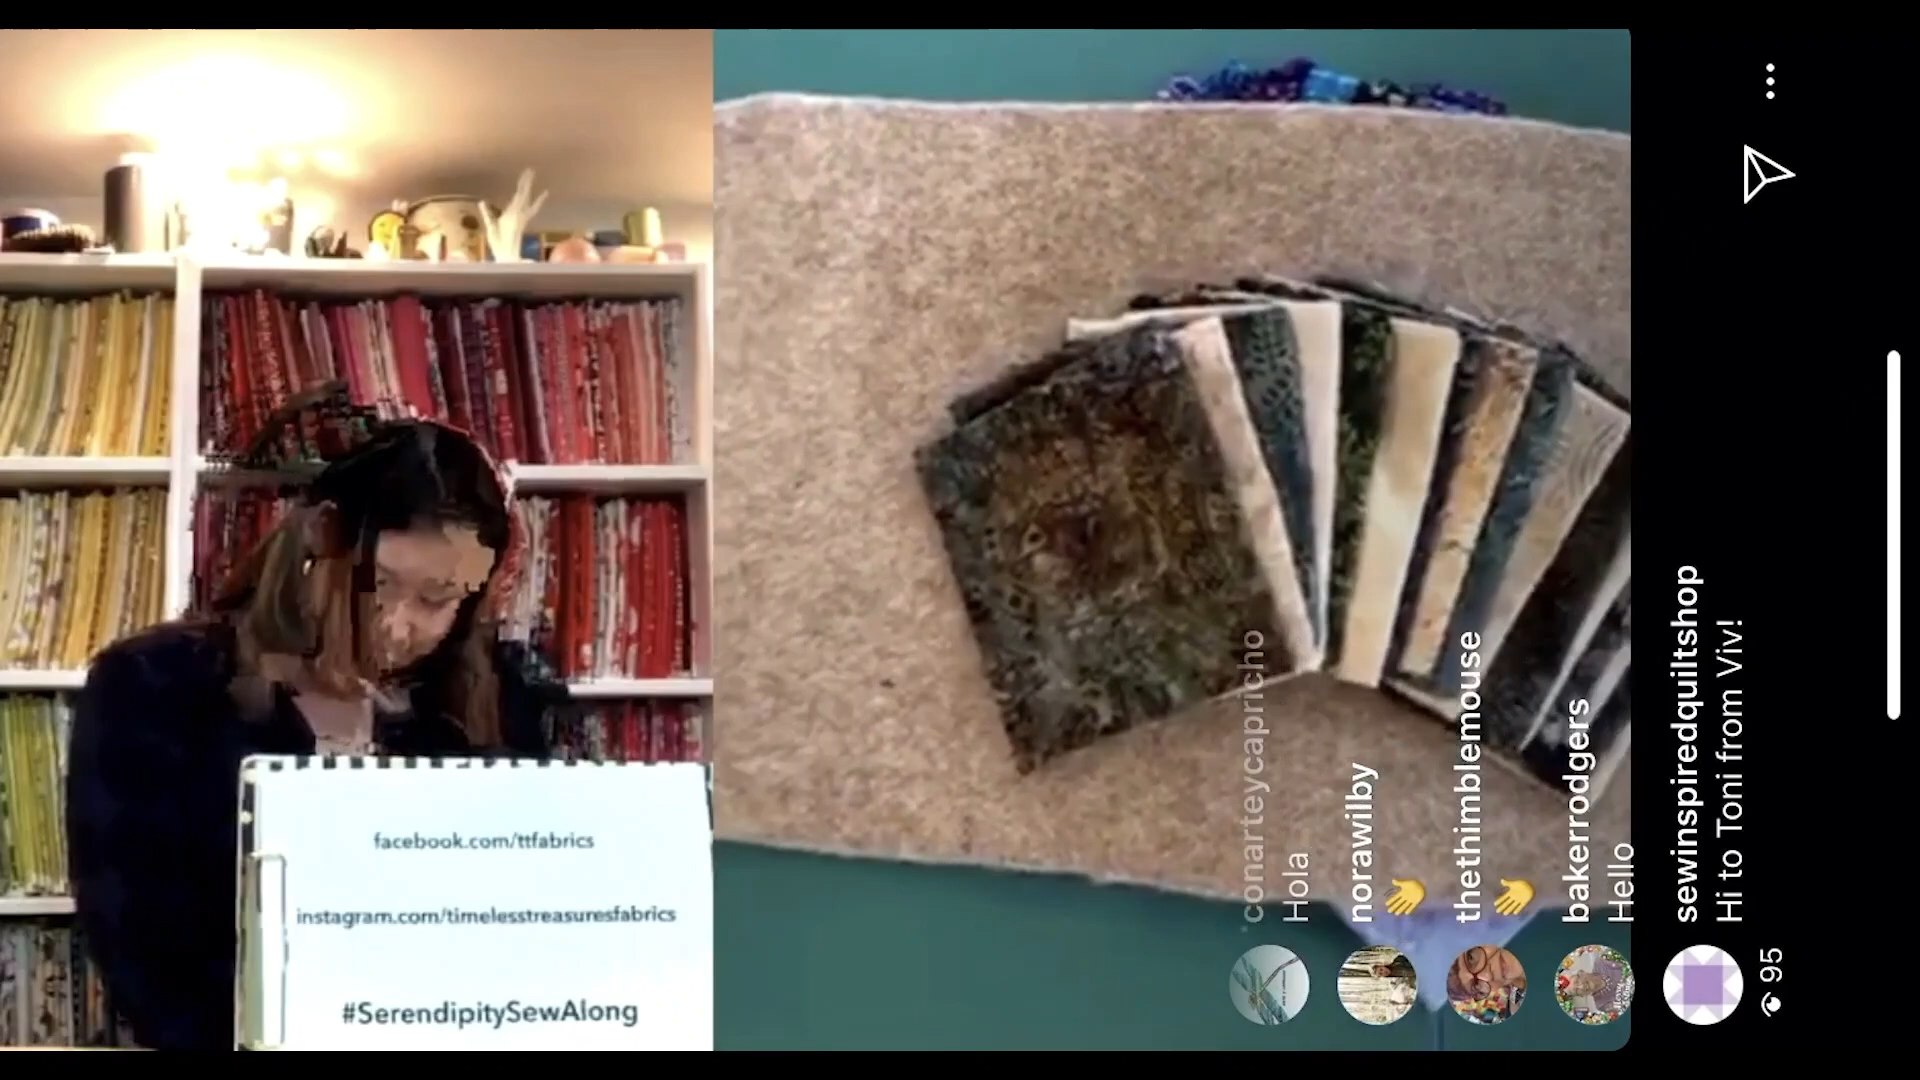 facebook.com/ttfabrics
instagram.com/timelesstreasuresfabrics
#SerendipitySewAlong
conarteycapricho
Hola
norawilby
👋
thethimblemouse
👋
bakerrodgers
Hello
sewinspiredquiltshop
Hi to Toni from Viv!
95